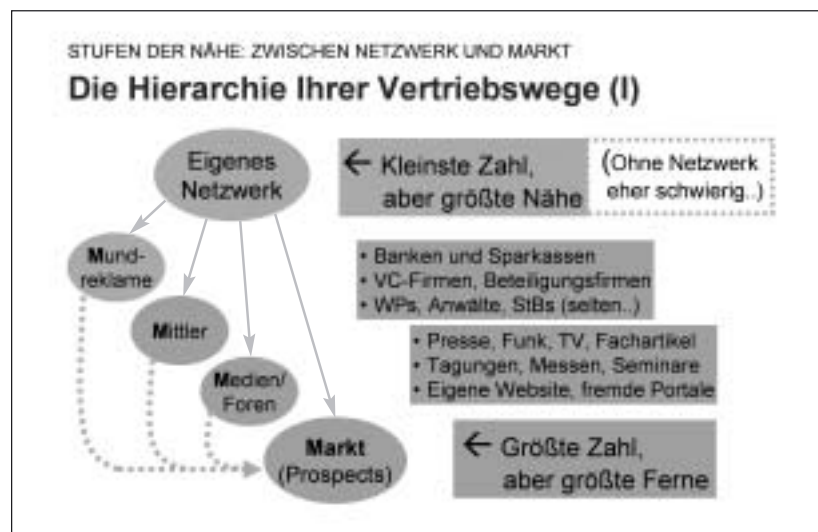 STUFEN DER NÄHE: ZWISCHEN NETZWERK UND MARKT
Die Hierarchie Ihrer Vertriebswege (I)
Eigenes
Netzwerk
← Kleinste Zahl,
aber größte Nähe
(Ohne Netzwerk
eher schwierig..)
Mund-
reklame
• Banken und Sparkassen
• VC-Firmen, Beteiligungsfirmen
• WPs, Anwälte, StBs (selten..)
Mittler
• Presse, Funk, TV, Fachartikel
• Tagungen, Messen, Seminare
• Eigene Website, fremde Portale
Medien/
Foren
Markt
(Prospects)
← Größte Zahl,
aber größte Ferne